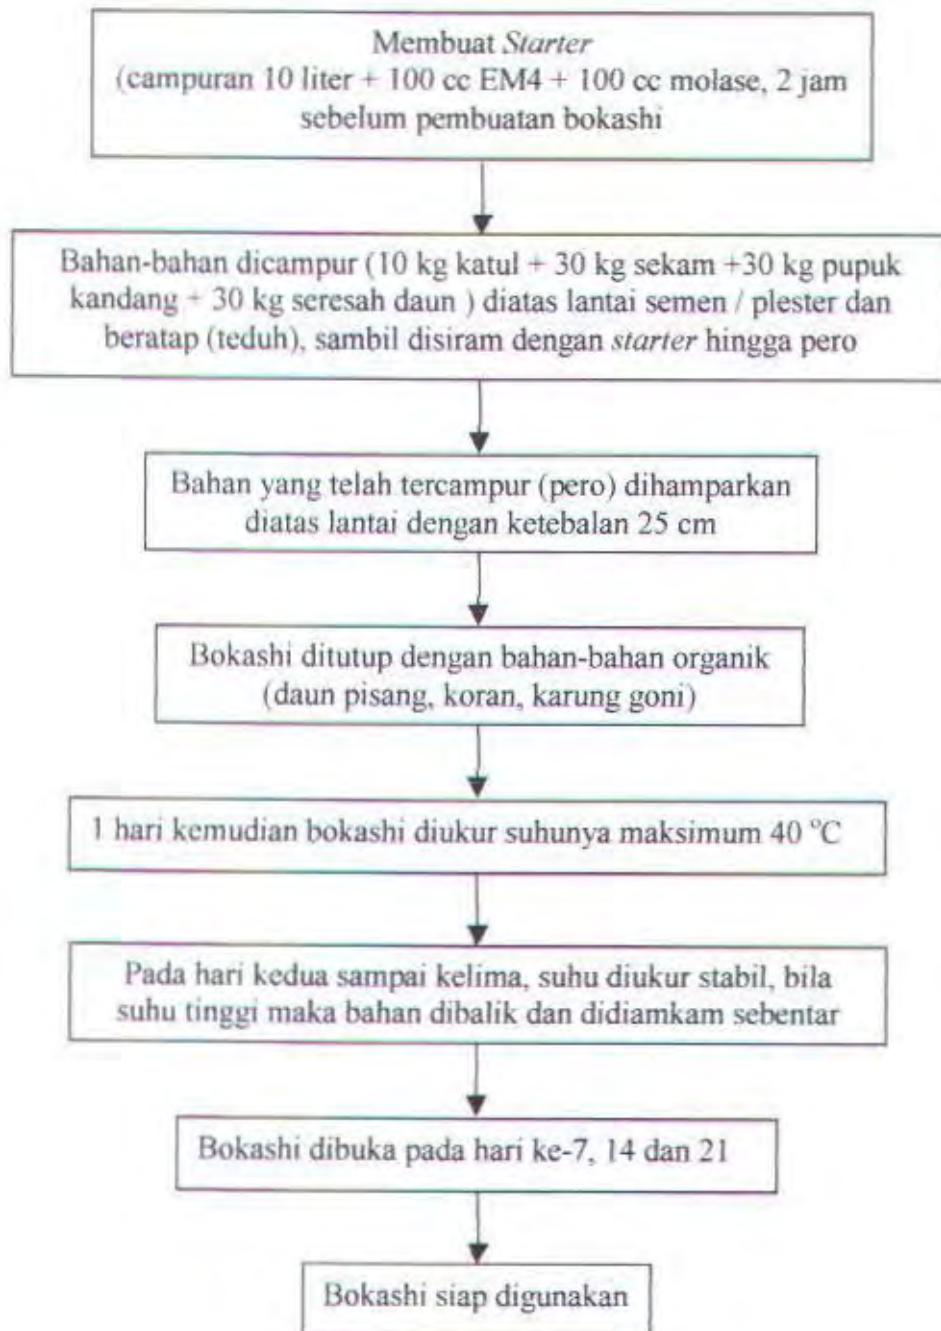 Membuat Starter
(campuran 10 liter + 100 cc EM4 + 100 cc molase, 2 jam
sebelum pembuatan bokashi
Bahan-bahan dicampur (10 kg katul + 30 kg sekam +30 kg pupuk
kandang + 30 kg seresah daun ) diatas lantai semen / plester dan
beratap (teduh), sambil disiram dengan starter hingga pero
Bahan yang telah tercampur (pero) dihamparkan
diatas lantai dengan ketebalan 25 cm
Bokashi ditutup dengan bahan-bahan organik
(daun pisang, koran, karung goni)
1 hari kemudian bokashi diukur suhunya maksimum 40 °C
Pada hari kedua sampai kelima, suhu diukur stabil, bila
suhu tinggi maka bahan dibalik dan didiamkam sebentar
Bokashi dibuka pada hari ke-7, 14 dan 21
Bokashi siap digunakan